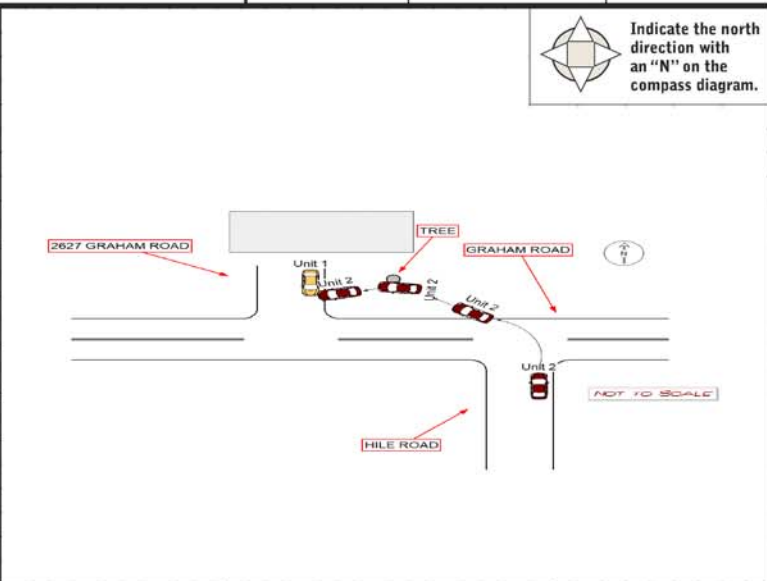 Indicate the north
direction with
an “N” on the
compass diagram.
TREE
2627 GRAHAM ROAD
GRAHAM ROAD
N
Unit 1
Unit 2
Unit 2
Unit 2
Unit 2
NOT TO SCALE
HILE ROAD